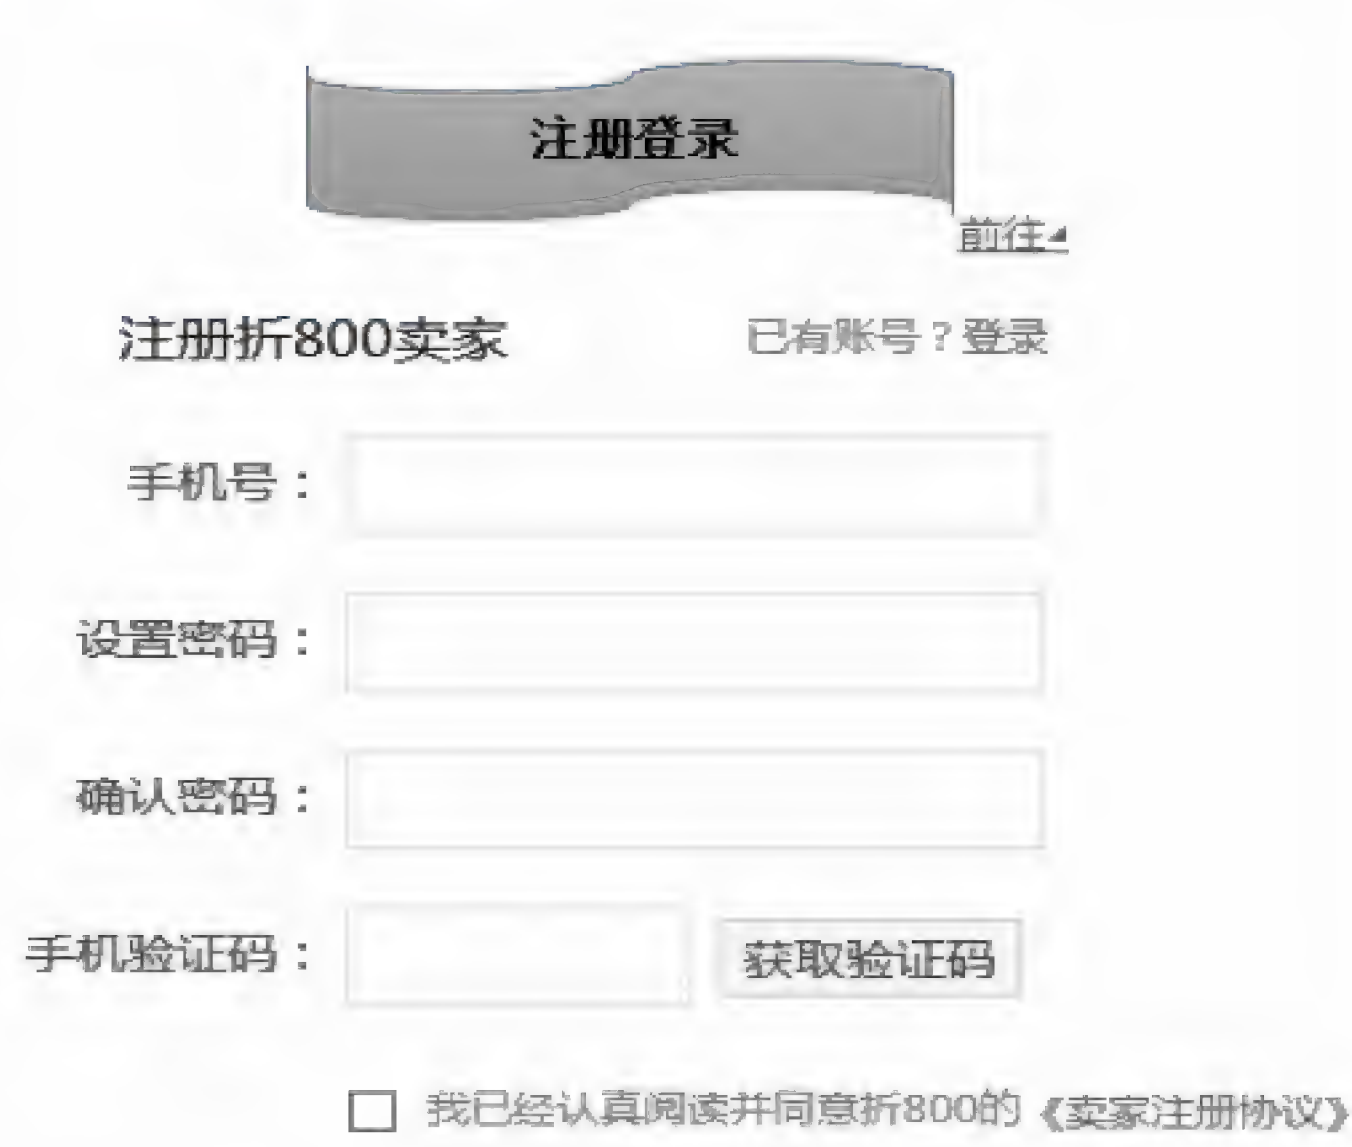 注册登录
前往
注册折800卖家 已有账号？登录
手机号：
设置密码：
确认密码：
手机验证码： 获取验证码
我已经认真阅读并同意折800的《卖家注册协议》